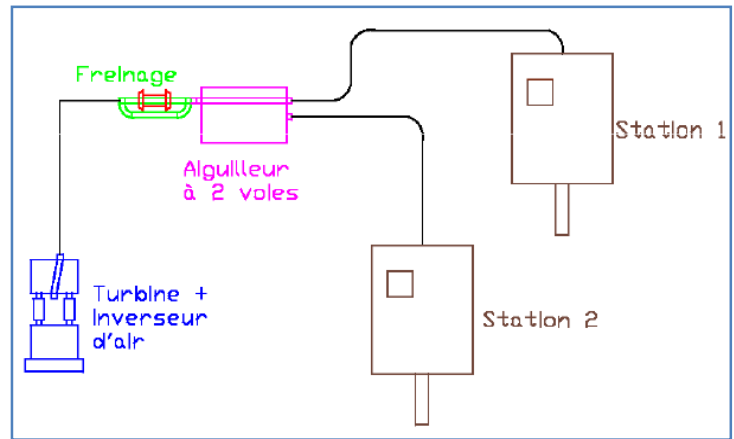 Freinage
Station 1
Aiguilleur
à 2 voies
Turbine +
inverseur
d'air
Station 2